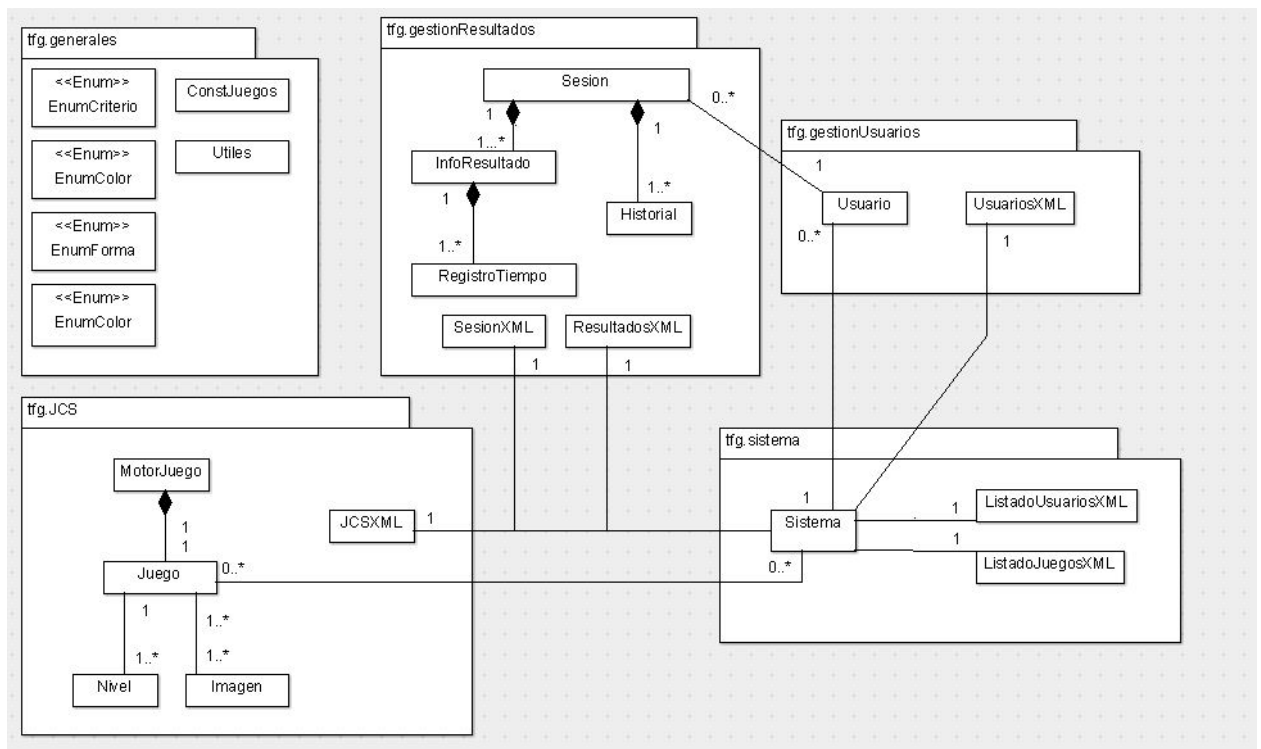 tfg.generales
<<Enum>>
EnumCriterio
ConstJuegos
<<Enum>>
EnumColor
Utiles
<<Enum>>
EnumForma
<<Enum>>
EnumColor
tfg.gestionResultados
Sesion
1
1...*
1
1..*
0..*
InfoResultado
1
1..*
Historial
RegistroTiempo
SesionXML
1
ResultadosXML
1
tfg.gestionUsuarios
1
Usuario
0..*
UsuariosXML
1
tfg.JCS
MotorJuego
1
1
JCSXML
1
Juego
0..*
1
1..*
1..*
1..*
Nivel
Imagen
tfg.sistema
1
Sistema
0..*
1
ListadoUsuariosXML
1
ListadoJuegosXML